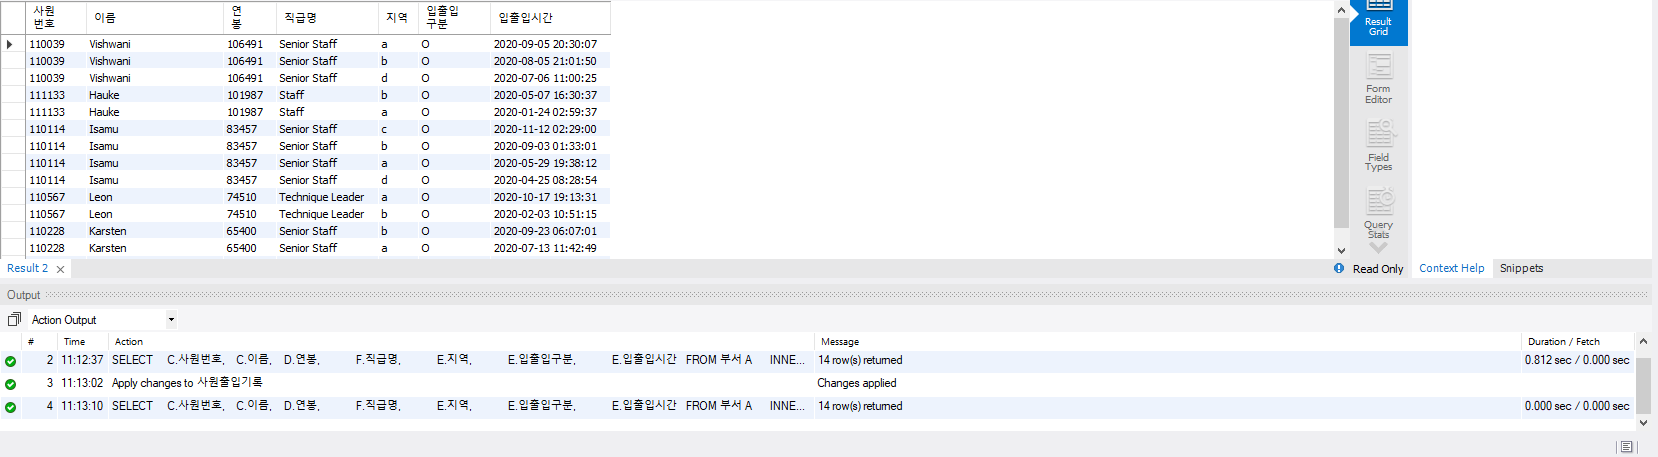 사원번호 이름 연봉 직급명 지역 입출입구분 입출입시간
110039 Vishwani 106491 Senior Staff a O 2020-09-05 20:30:07
110039 Vishwani 106491 Senior Staff b O 2020-08-05 21:01:50
110039 Vishwani 106491 Senior Staff d O 2020-07-06 11:00:25
111133 Hauke 101987 Staff b O 2020-05-07 16:30:37
111133 Hauke 101987 Staff a O 2020-01-24 02:59:37
110114 Isamu 83457 Senior Staff c O 2020-11-12 02:29:00
110114 Isamu 83457 Senior Staff b O 2020-09-03 01:33:01
110114 Isamu 83457 Senior Staff a O 2020-05-29 19:38:12
110114 Isamu 83457 Senior Staff d O 2020-04-25 08:28:54
110567 Leon 74510 Technique Leader a O 2020-10-17 19:13:31
110567 Leon 74510 Technique Leader b O 2020-02-03 10:51:15
110228 Karsten 65400 Senior Staff b O 2020-09-23 06:07:01
110228 Karsten 65400 Senior Staff a O 2020-07-13 11:42:49
Result
Grid
Form
Editor
Field
Types
Query
Stats
Result 2
Read Only
Context Help Snippets
Output
Action Output
# Time Action Message Duration / Fetch
2 11:12:37 SELECT C.사원번호, C.이름, D.연봉, F.직급명, E.지역, E.입출입구분, E.입출입시간 FROM 부서 A INNE... 14 row(s) returned 0.812 sec / 0.000 sec
3 11:13:02 Apply changes to 사원출입기록 Changes applied
4 11:13:10 SELECT C.사원번호, C.이름, D.연봉, F.직급명, E.지역, E.입출입구분, E.입출입시간 FROM 부서 A INNE... 14 row(s) returned 0.000 sec / 0.000 sec